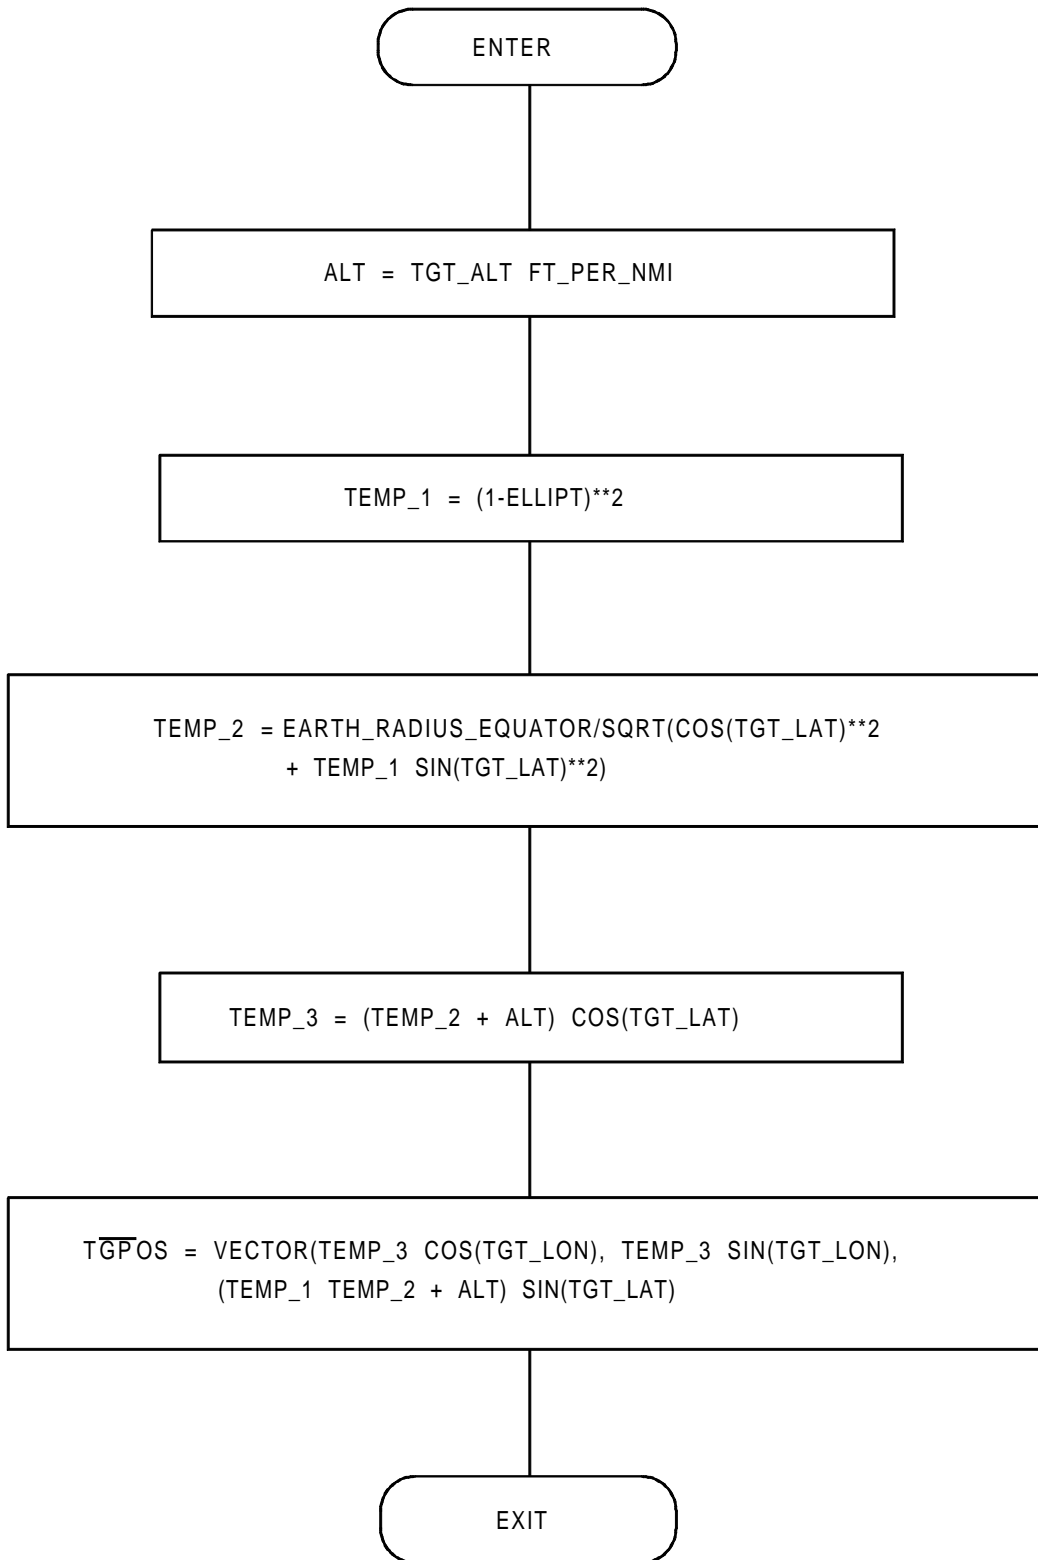 ENTER
ALT = TGT_ALT FT_PER_NMI
TEMP_1 = (1-ELLIPT)**2
TEMP_2 = EARTH_RADIUS_EQUATOR/SQRT(COS(TGT_LAT)**2
+ TEMP_1 SIN(TGT_LAT)**2)
TEMP_3 = (TEMP_2 + ALT) COS(TGT_LAT)
TGPOS = VECTOR(TEMP_3 COS(TGT_LON), TEMP_3 SIN(TGT_LON),
(TEMP_1 TEMP_2 + ALT) SIN(TGT_LAT)
EXIT